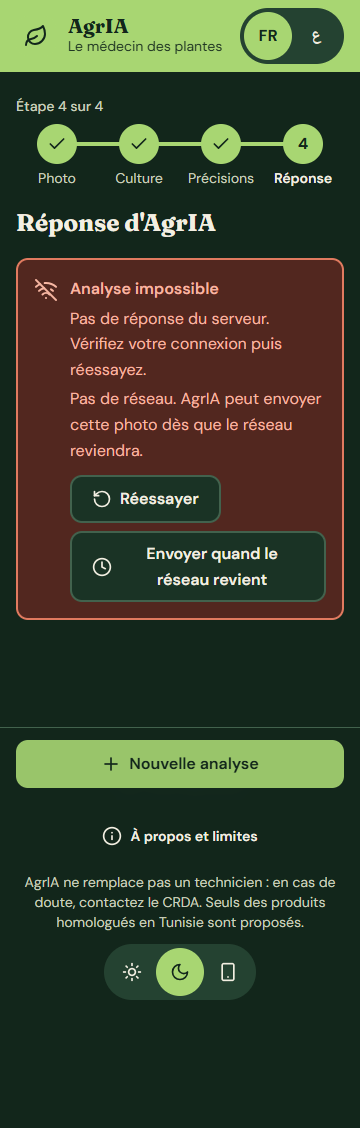 AgrIA
Le médecin des plantes
FR
ع
Étape 4 sur 4
4
Photo
Culture
Précisions
Réponse
Réponse d'AgrIA
Analyse impossible
Pas de réponse du serveur.
Vérifiez votre connexion puis
réessayez.
Pas de réseau. AgrIA peut envoyer
cette photo dès que le réseau
reviendra.
Réessayer
Envoyer quand le
réseau revient
Nouvelle analyse
À propos et limites
AgrIA ne remplace pas un technicien : en cas de
doute, contactez le CRDA. Seuls des produits
homologués en Tunisie sont proposés.